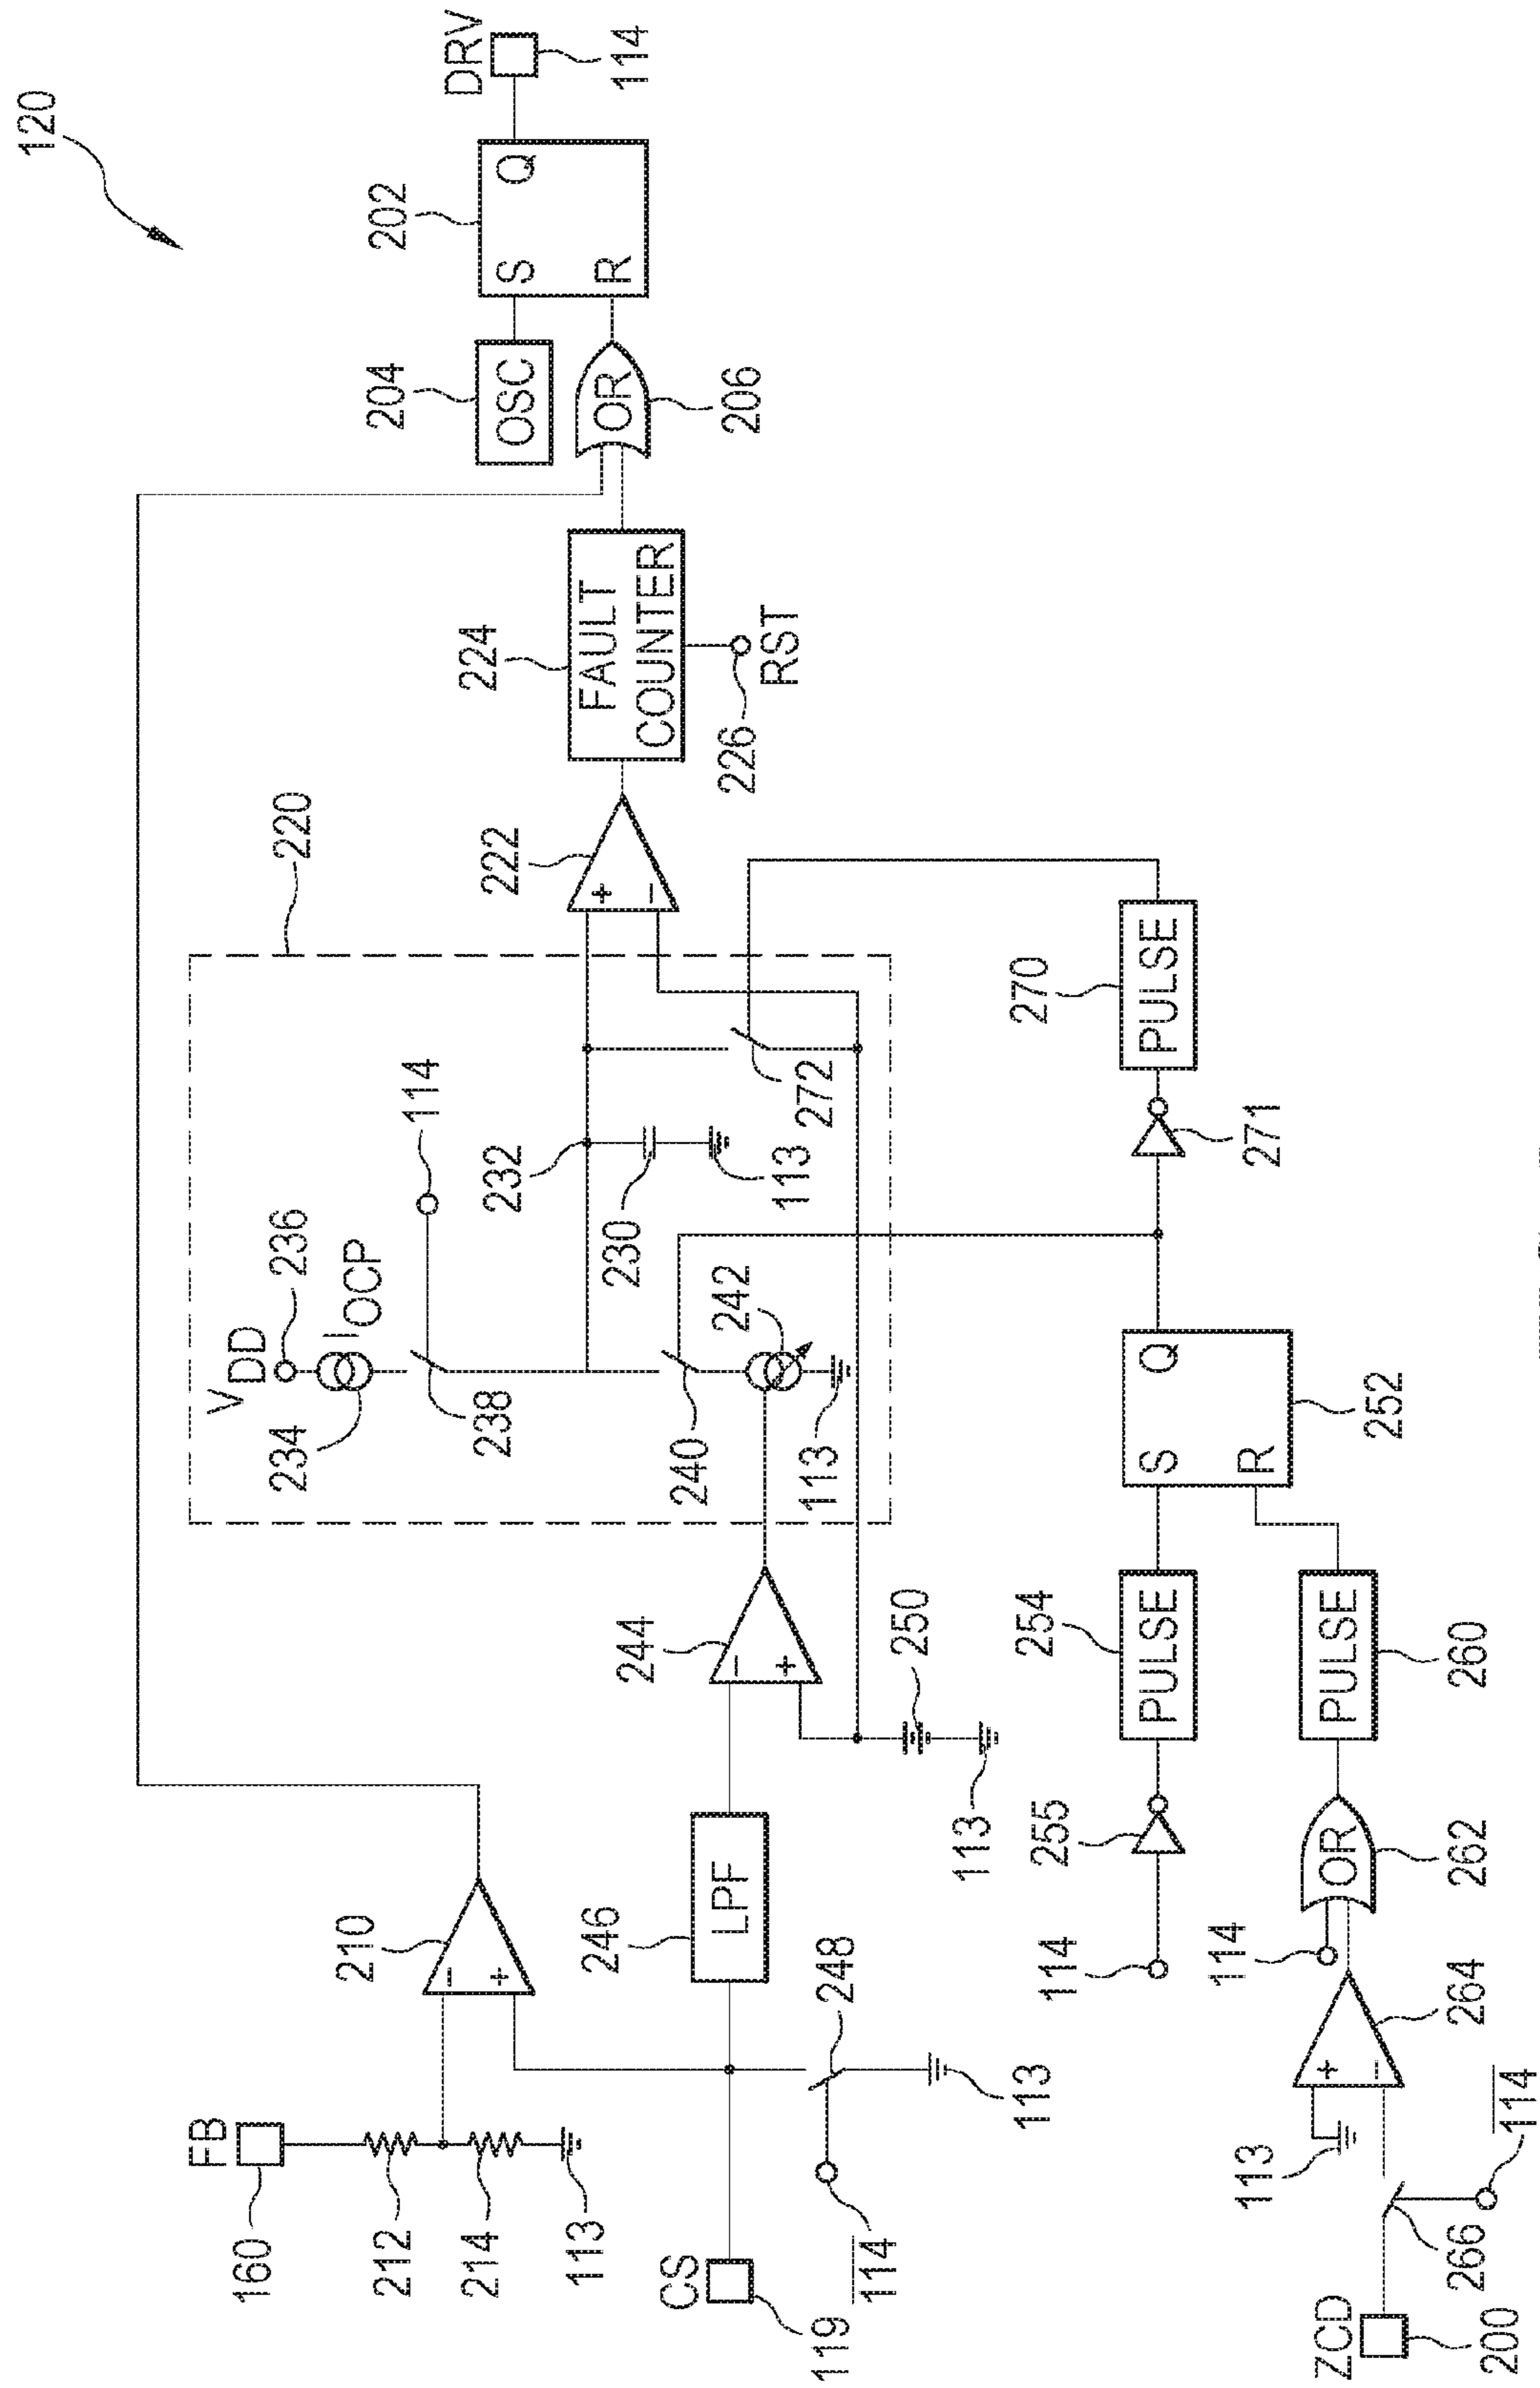 120
DRV
114
202
S
Q
R
204
OSC
OR
206
224
FAULT
COUNTER
226
RST
220
222
+
−
114
VDD
236
IOCP
234
238
232
230
113
272
240
242
113
270
PULSE
271
244
−
+
250
113
S
Q
R
252
254
PULSE
255
114
PULSE
260
OR
262
114
210
−
+
246
LPF
248
113
114
FB
160
212
214
113
CS
119
264
+
−
113
266
114
ZCD
200